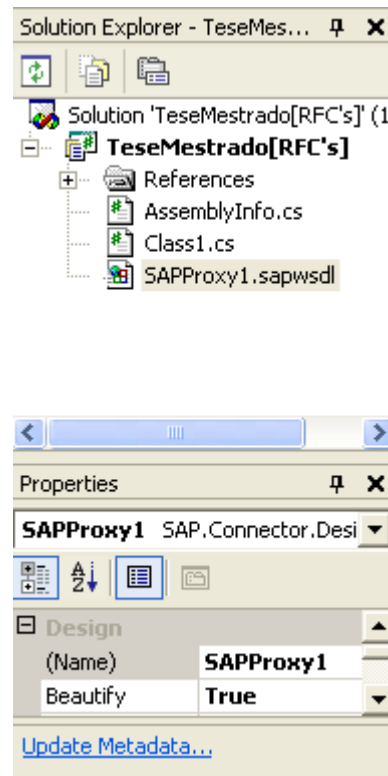 Solution Explorer - TeseMes...
Solution 'TeseMestrado[RFC's]' (1
TeseMestrado[RFC's]
References
AssemblyInfo.cs
Class1.cs
SAPProxy1.sapwsdl
Properties
SAPProxy1 SAP.Connector.Desi
Design
(Name) SAPProxy1
Beautify True
Update Metadata...